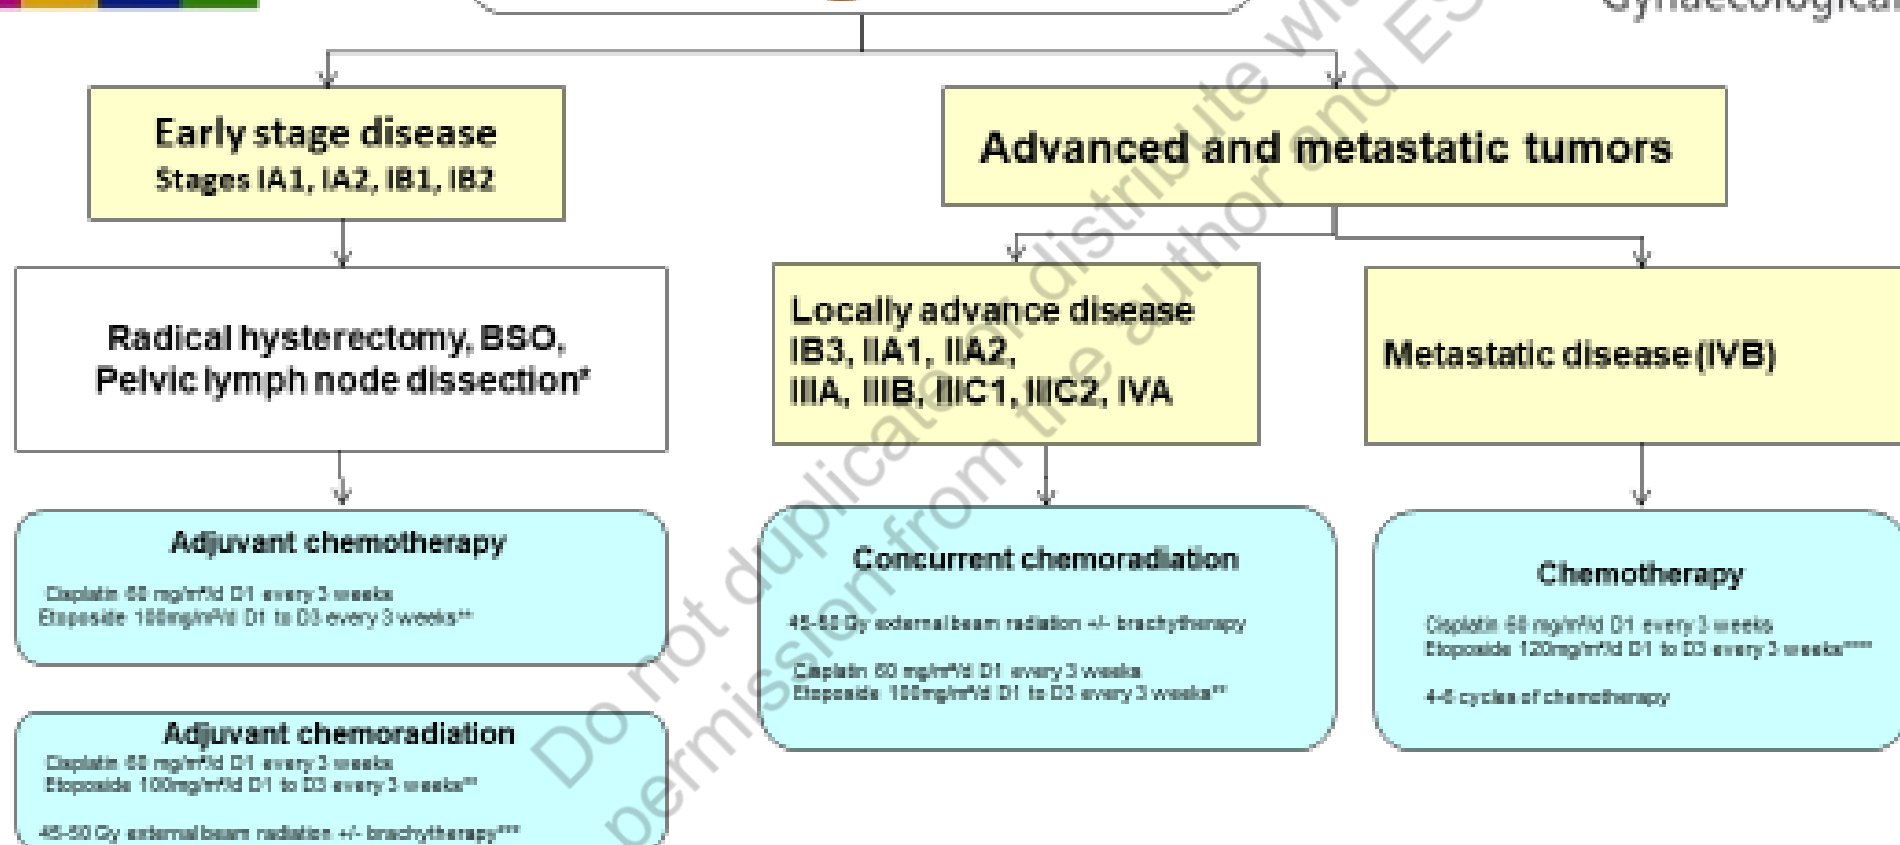 Gynaecological
Early stage disease
Stages IA1, IA2, IB1, IB2
Advanced and metastatic tumors
Radical hysterectomy, BSO,
Pelvic lymph node dissection*
Locally advance disease
IB3, IIA1, IIA2,
IIIA, IIIB, IIIC1, IIIC2, IVA
Metastatic disease(IVB)
Adjuvant chemotherapy
Cisplatin 60 mg/m²/d D1 every 3 weeks
Etoposide 100mg/m²/d D1 to D3 every 3 weeks**
Adjuvant chemoradiation
Cisplatin 60 mg/m²/d D1 every 3 weeks
Etoposide 100mg/m²/d D1 to D3 every 3 weeks**
45-50 Gy external beam radiation +/- brachytherapy***
Concurrent chemoradiation
45-50 Gy external beam radiation +/- brachytherapy
Cisplatin 60 mg/m²/d D1 every 3 weeks
Etoposide 100mg/m²/d D1 to D3 every 3 weeks**
Chemotherapy
Cisplatin 60 mg/m²/d D1 every 3 weeks
Etoposide 120mg/m²/d D1 to D3 every 3 weeks****
4-6 cycles of chemotherapy
Do not duplicate or distribute
permission from the author and ES